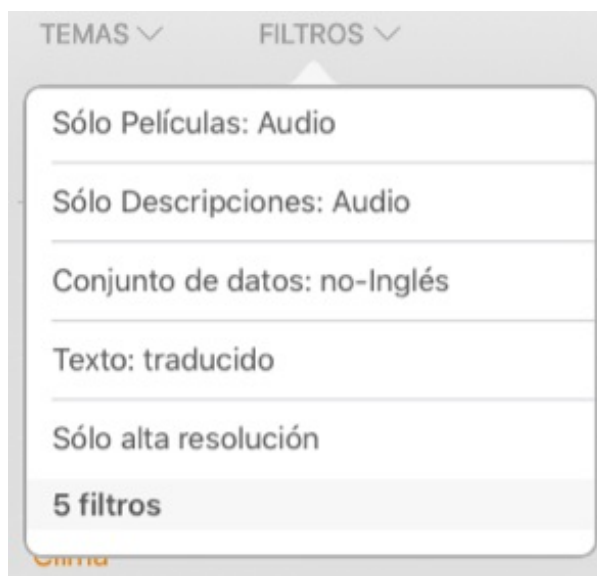 TEMAS FILTROS
Sólo Películas: Audio
Sólo Descripciones: Audio
Conjunto de datos: no-Inglés
Texto: traducido
Sólo alta resolución
5 filtros